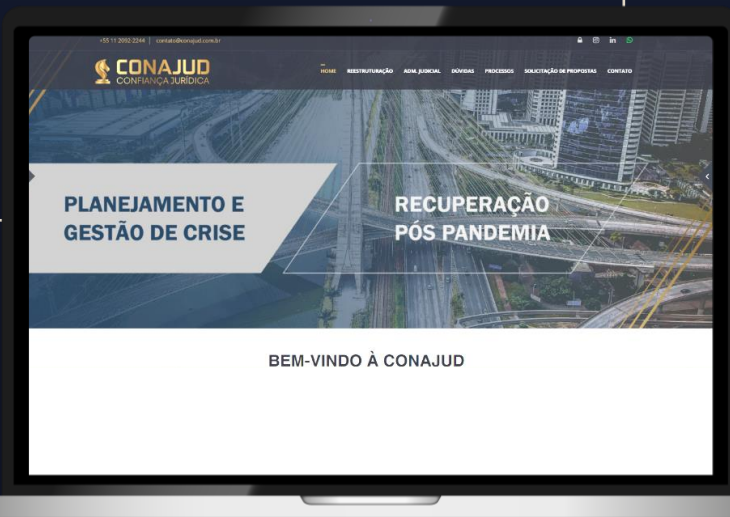 +55 11 2092-2244 | contato@conajud.com.br
CONAJUD
CONFIANÇA JURÍDICA
HOME REESTRUTURAÇÃO ADM. JUDICIAL DÚVIDAS PROCESSOS SOLICITAÇÃO DE PROPOSTAS CONTATO
PLANEJAMENTO E
GESTÃO DE CRISE
RECUPERAÇÃO
PÓS PANDEMIA
BEM-VINDO À CONAJUD